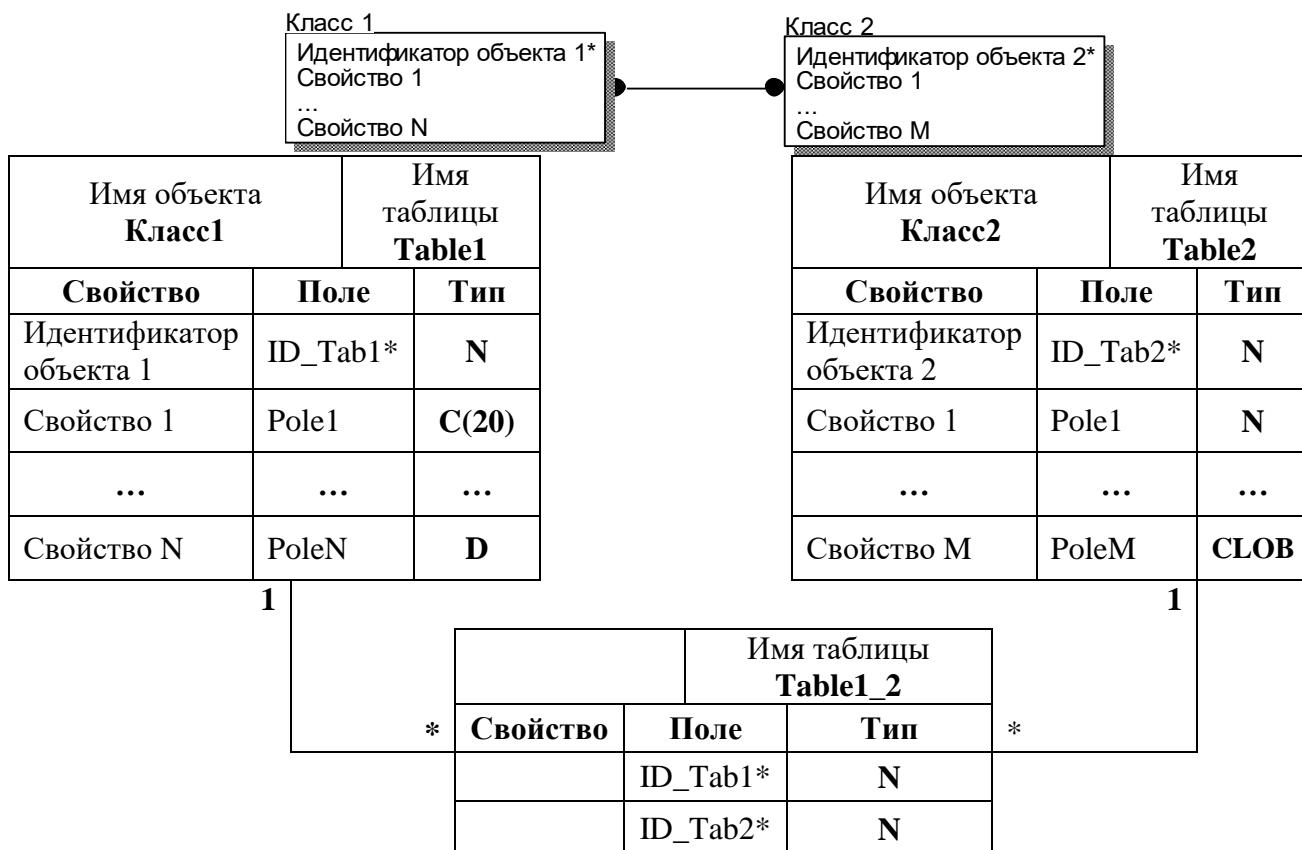 Класс 1
Идентификатор объекта 1*
Свойство 1
...
Свойство N
Класс 2
Идентификатор объекта 2*
Свойство 1
...
Свойство M
Имя объекта
Класс1
Имя
таблицы
Table1
Свойство Поле Тип
Идентификатор
объекта 1
ID_Tab1* N
Свойство 1 Pole1 C(20)
... ... ...
Свойство N PoleN D
Имя объекта
Класс2
Имя
таблицы
Table2
Свойство Поле Тип
Идентификатор
объекта 2
ID_Tab2* N
Свойство 1 Pole1 N
... ... ...
Свойство M PoleM CLOB
1
1
Имя таблицы
Table1_2
* Свойство Поле Тип *
ID_Tab1* N
ID_Tab2* N